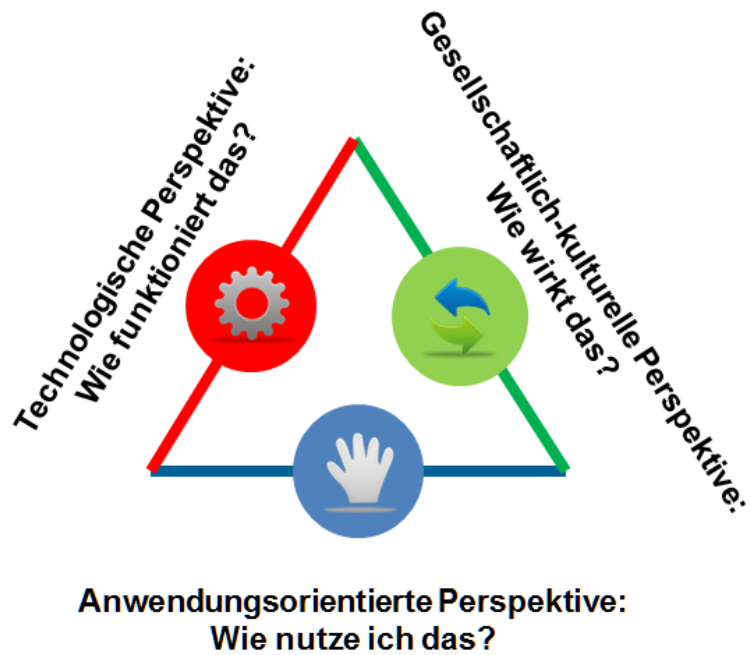 Technologische Perspektive:
Wie funktioniert das?
Gesellschaftlich-kulturelle Perspektive:
Wie wirkt das?
Anwendungsorientierte Perspektive:
Wie nutze ich das?